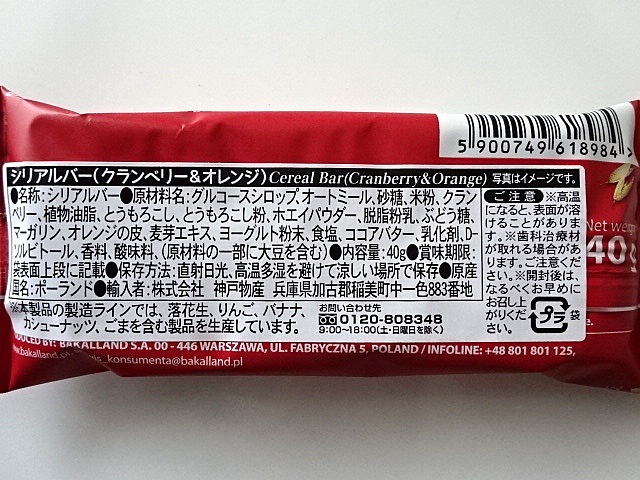 5 900749 618984 >
シリアルバー(クランベリー&オレンジ) Cereal Bar(Cranberry&Orange) 写真はイメージです。
●名称:シリアルバー●原材料名:グルコースシロップ、オートミール、砂糖、米粉、クラン
ベリー、植物油脂、とうもろこし、とうもろこし粉、ホエイパウダー、脱脂粉乳、ぶどう糖、
マーガリン、オレンジの皮、麦芽エキス、ヨーグルト粉末、食塩、ココアバター、乳化剤、D-
ソルビトール、香料、酸味料、(原材料の一部に大豆を含む)●内容量:40g●賞味期限:
袋表面上段に記載●保存方法:直射日光、高温多湿を避けて涼しい場所で保存●原産
国名:ポーランド●輸入者:株式会社 神戸物産 兵庫県加古郡稲美町中一色883番地
※本製品の製造ラインでは、落花生、りんご、バナナ、
カシューナッツ、ごまを含む製品を生産しています。
お問い合わせ先
0120-808348
9:00~18:00(土・日曜日を除く)
ご注意 ※高温
になると、表面が溶
けることがありま
す。※歯科治療材
が取れる場合があ
ります。ご注意くだ
さい。※開封後は、
なるべくお早めに
お召し上
がりくださ
い。
プラ
袋
Net we
40g
e.
DUCED BY: BAKALLAND S.A. 00 - 446 WARSZAWA, UL. FABRYCZNA 5, POLAND / INFOLINE: +48 801 801 125,
www.bakalland.pl
_konsumenta@bakalland.pl